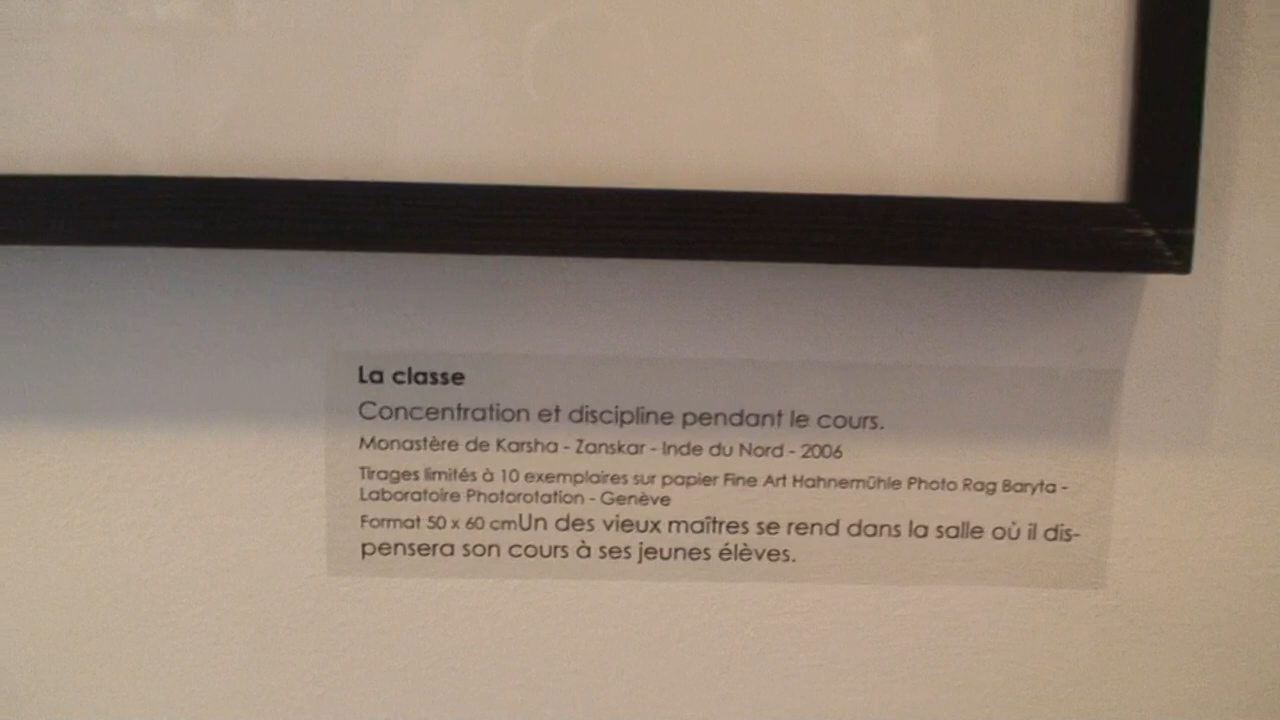 La classe
Concentration et discipline pendant le cours.
Monastère de Karsha - Zanskar - Inde du Nord - 2006
Tirages limités à 10 exemplaires sur papier Fine Art Hahnemühle Photo Rag Baryta -
Laboratoire Photorotation - Genève
Format 50 x 60 cmUn des vieux maîtres se rend dans la salle où il dis-
pensera son cours à ses jeunes élèves.